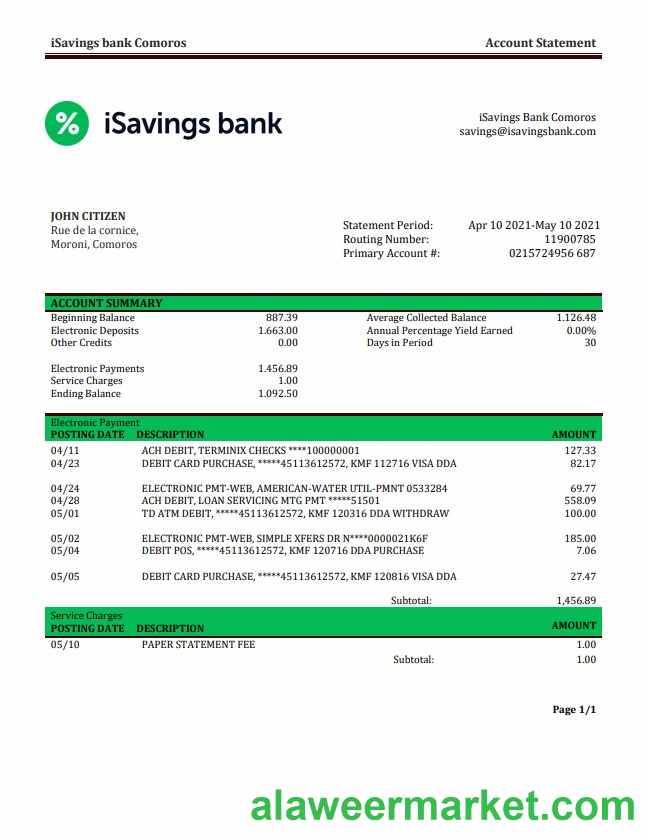 iSavings bank Comoros Account Statement
% iSavings bank
iSavings Bank Comoros
savings@isavingsbank.com
JOHN CITIZEN
Rue de la cornice,
Moroni, Comoros
Statement Period: Apr 10 2021-May 10 2021
Routing Number: 11900785
Primary Account #: 0215724956 687
ACCOUNT SUMMARY
Beginning Balance 887.39 Average Collected Balance 1.126.48
Electronic Deposits 1.663.00 Annual Percentage Yield Earned 0.00%
Other Credits 0.00 Days in Period 30
Electronic Payments 1.456.89
Service Charges 1.00
Ending Balance 1.092.50
Electronic Payment
POSTING DATE DESCRIPTION AMOUNT
04/11 ACH DEBIT, TERMINIX CHECKS ****100000001 127.33
04/23 DEBIT CARD PURCHASE, *****45113612572, KMF 112716 VISA DDA 82.17
04/24 ELECTRONIC PMT-WEB, AMERICAN-WATER UTIL-PMNT 0533284 69.77
04/28 ACH DEBIT, LOAN SERVICING MTG PMT *****51501 558.09
05/01 TD ATM DEBIT, *****45113612572, KMF 120316 DDA WITHDRAW 100.00
05/02 ELECTRONIC PMT-WEB, SIMPLE XFERS DR N****0000021K6F 185.00
05/04 DEBIT POS, *****45113612572, KMF 120716 DDA PURCHASE 7.06
05/05 DEBIT CARD PURCHASE, *****45113612572, KMF 120816 VISA DDA 27.47
Subtotal: 1,456.89
Service Charges
POSTING DATE DESCRIPTION AMOUNT
05/10 PAPER STATEMENT FEE 1.00
Subtotal: 1.00
Page 1/1
alaweermarket.com